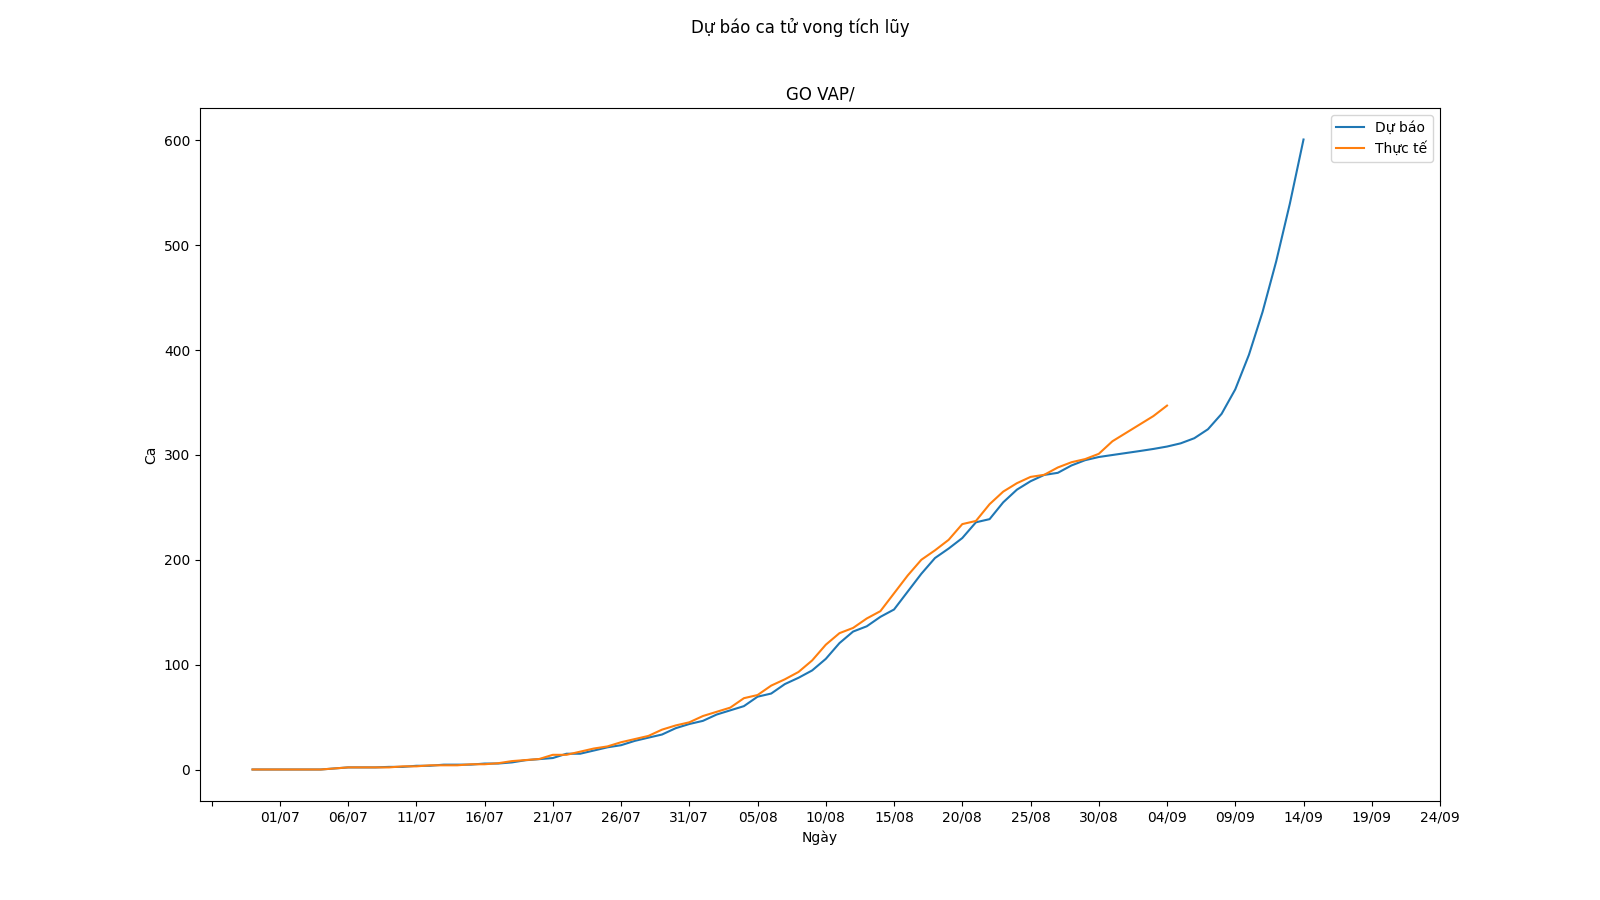 Dự báo ca tử vong tích lũy
GO VAP/
Dự báo
Thực tế
600
500
400
300
200
100
0
Ca
01/07 06/07 11/07 16/07 21/07 26/07 31/07 05/08 10/08 15/08 20/08 25/08 30/08 04/09 09/09 14/09 19/09 24/09
Ngày